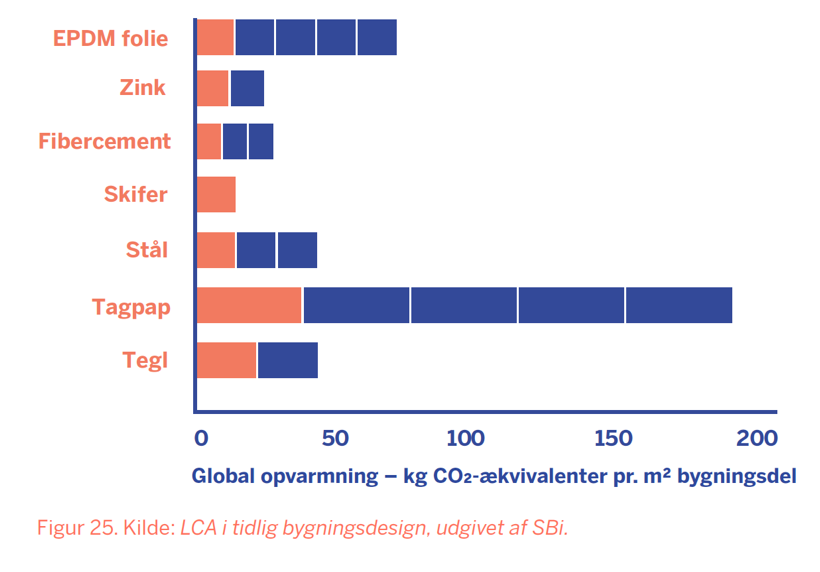 EPDM folie
Zink
Fibercement
Skifer
Stål
Tagpap
Tegl
0 50 100 150 200
Global opvarmning – kg CO₂-ækvivalenter pr. m² bygningsdel
Figur 25. Kilde: LCA i tidlig bygningsdesign, udgivet af SBi.